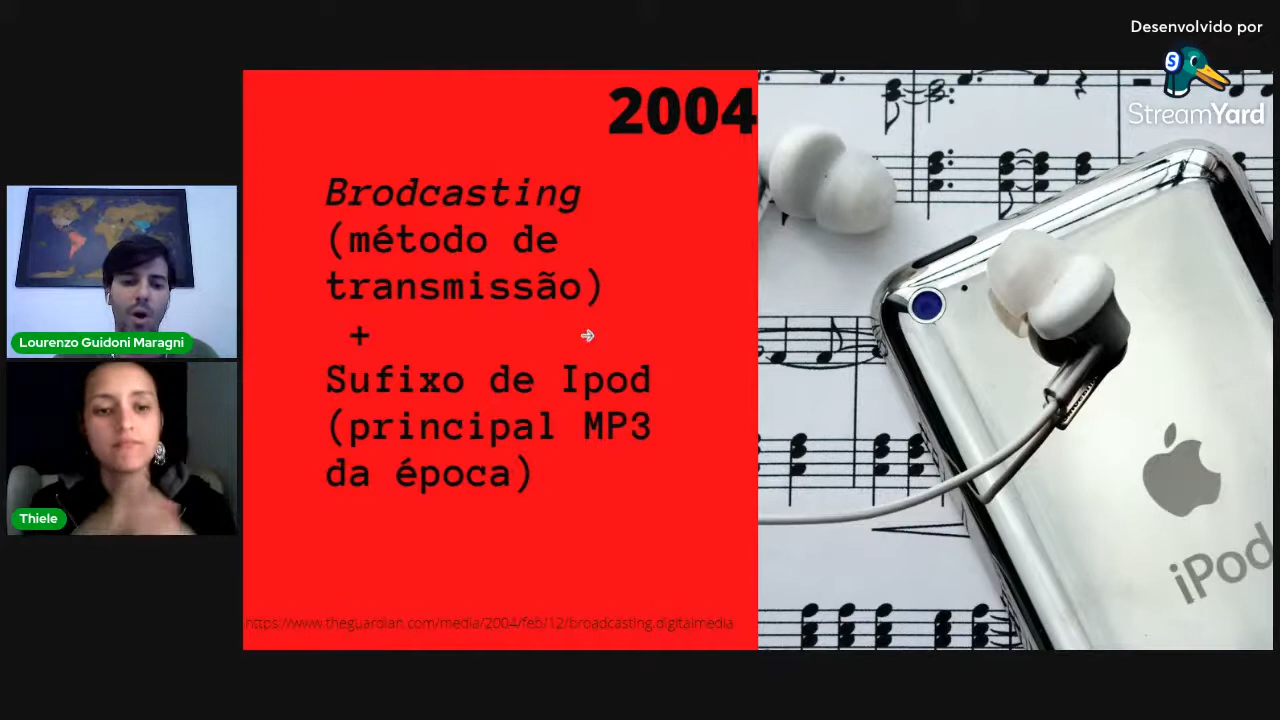 Desenvolvido por
StreamYard
2004
Brodcasting
(método de
transmissão)
+
Sufixo de Ipod
(principal MP3
da época)
https://www.theguardian.com/media/2004/feb/12/broadcasting.digitalmedia
iPod
Lourenzo Guidoni Maragni
Thiele